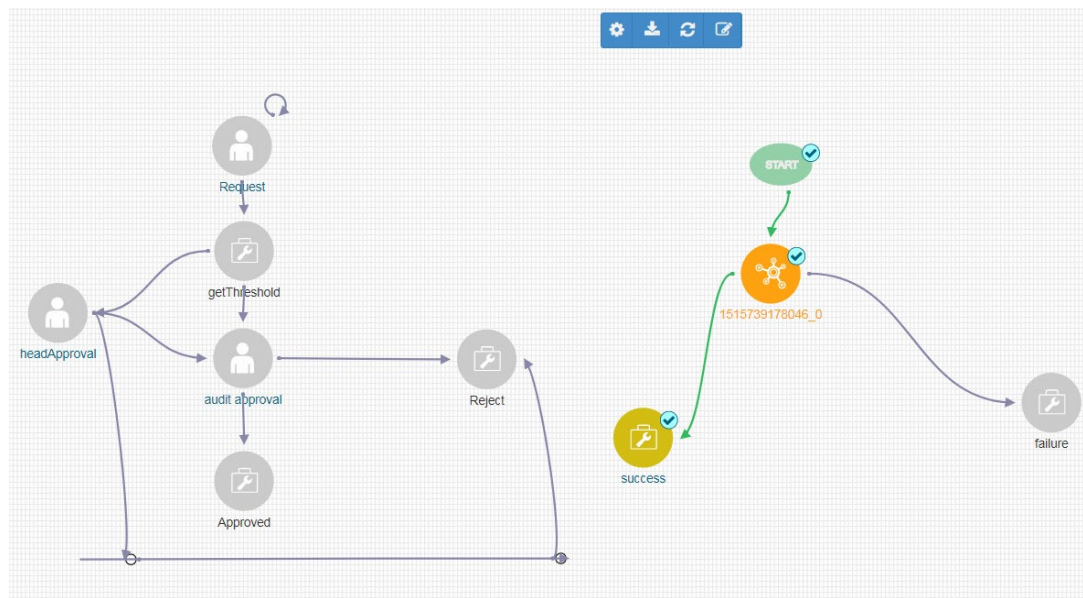 Request
START
getThreshold
1515739178046_0
headApproval
audit approval
Reject
failure
success
Approved